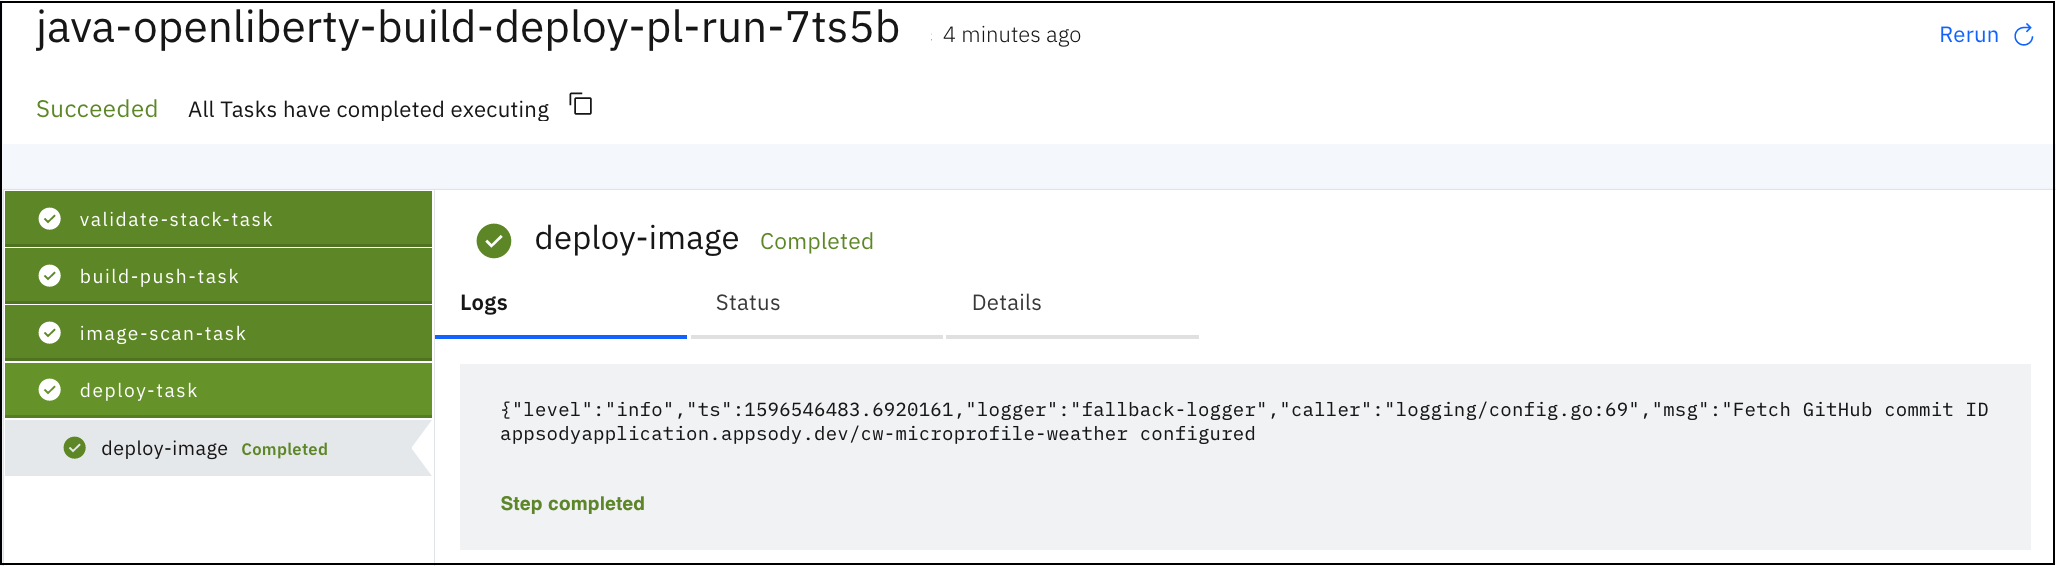 java-openliberty-build-deploy-pl-run-7ts5b 4 minutes ago Rerun
Succeeded All Tasks have completed executing
validate-stack-task
build-push-task
image-scan-task
deploy-task
deploy-image Completed
deploy-image Completed
Logs Status Details
{"level":"info","ts":1596546483.6920161,"logger":"fallback-logger","caller":"logging/config.go:69","msg":"Fetch GitHub commit ID
appsodyapplication.appsody.dev/cw-microprofile-weather configured
Step completed